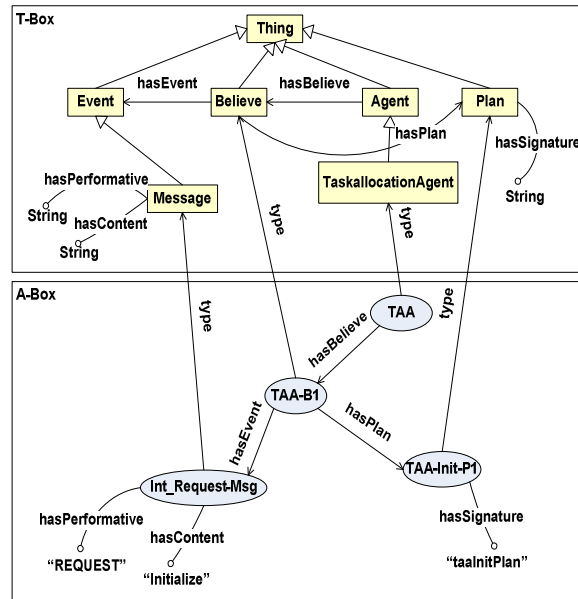 T-Box
Thing
hasEvent
hasBelieve
Event
Believe
Agent
Plan
hasPlan
hasSignature
hasPerformative
TaskallocationAgent
String
Message
String
hasContent
String
type
type
A-Box
type
type
TAA
hasBelieve
TAA-B1
hasEvent
hasPlan
Int_Request-Msg
TAA-Init-P1
hasPerformative
hasContent
hasSignature
“REQUEST”
“Initialize”
“taaInitPlan”